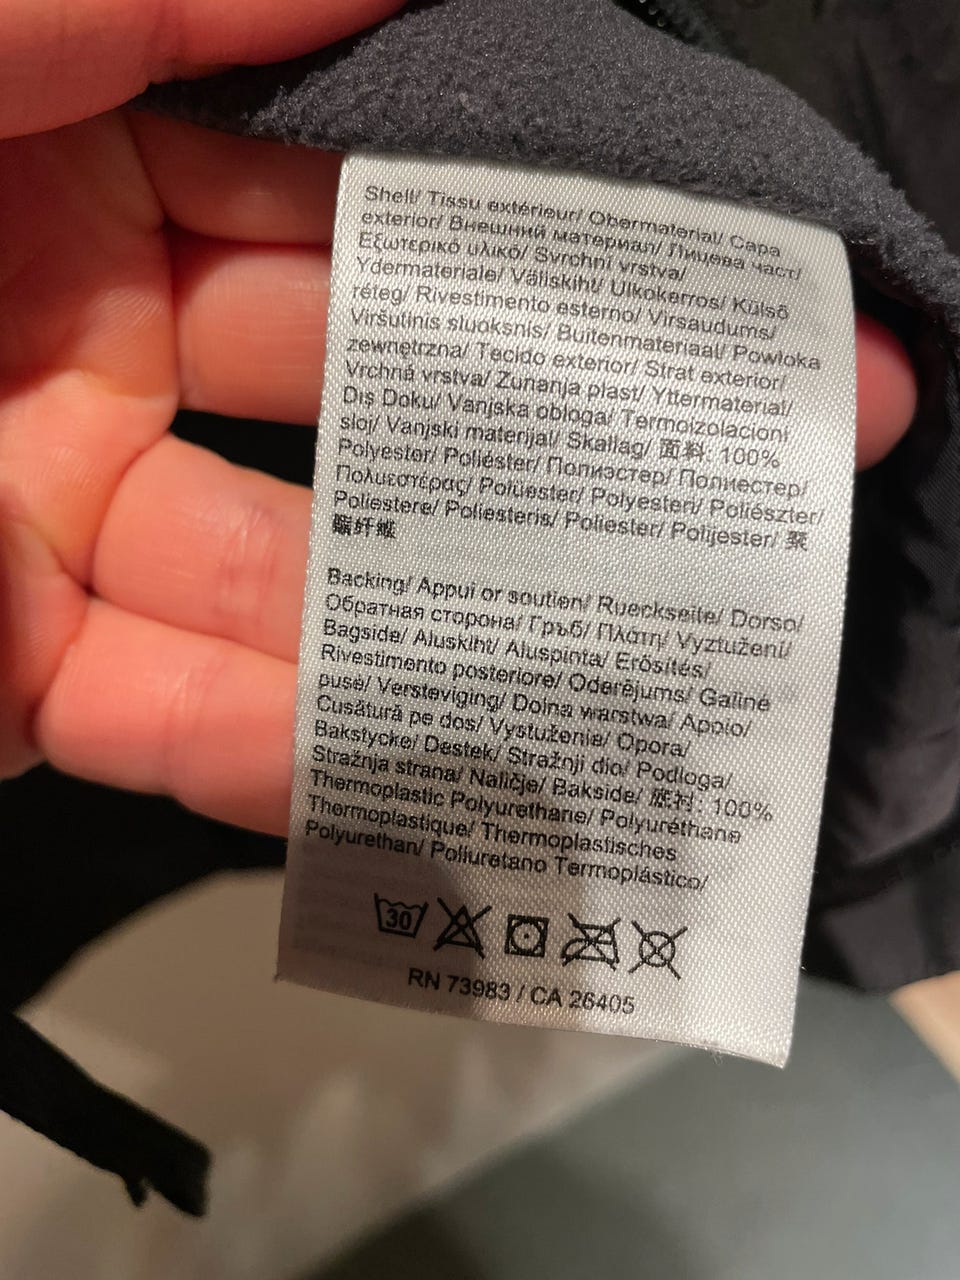 Shell/ Tissu extérieur/ Obermaterial/ Capa
exterior/ Внешний материал/ Лицева част/
Εξωτερικό υλικό/ Svrchní vrstva/
Ydermateriale/ Väliskiht/ Ulkokerros/ Külső
réteg/ Rivestimento esterno/ Virsaudums/
Viršutinis sluoksnis/ Buitenmateriaal/ Powłoka
zewnętrzna/ Tecido exterior/ Strat exterior/
Vrchná vrstva/ Zunanja plast/ Yttermaterial/
Dış Doku/ Vanjska obloga/ Termoizolacioni
sloj/ Vanjski materijal/ Skallag/ 面料: 100%
Polyester/ Poliéster/ Полиэстер/ Полиестер/
Πολυεστέρας/ Polüester/ Polyesteri/ Poliészter/
Poliestere/ Poliesteris/ Poliester/ Polijester/ 聚
酯纤维
Backing/ Appui or soutien/ Rueckseite/ Dorso/
Обратная сторона/ Гръб/ Πλάτη/ Vyztužení/
Bagside/ Aluskiht/ Aluspinta/ Erősítés/
Rivestimento posteriore/ Oderējums/ Galinė
pusė/ Versteviging/ Dolna warstwa/ Apoio/
Cusătură pe dos/ Vystuženie/ Opora/
Bakstycke/ Destek/ Stražnji dio/ Podloga/
Stražnja strana/ Naličje/ Bakside/ 底衬: 100%
Thermoplastic Polyurethane/ Polyuréthane
Thermoplastique/ Thermoplastisches
Polyurethan/ Poliuretano Termoplástico/
30
RN 73983 / CA 26405